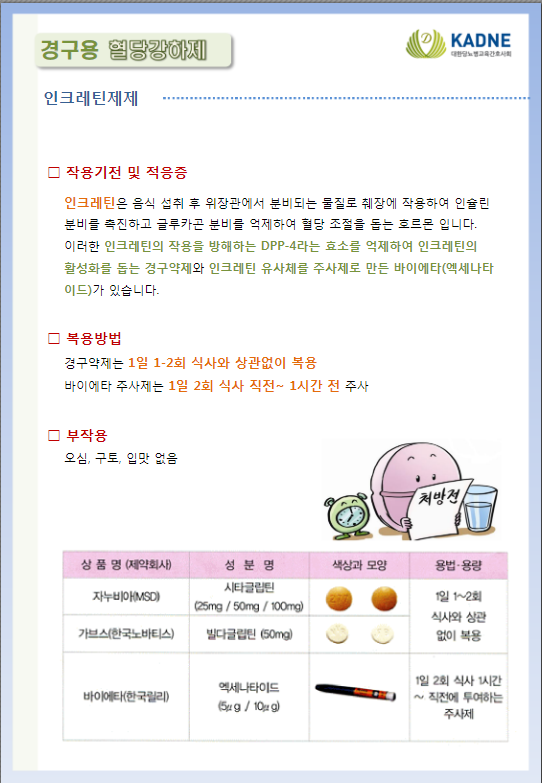 경구용 혈당강하제
KADNE
대한당뇨병교육간호사회
인크레틴제제
□ 작용기전 및 적응증
인크레틴은 음식 섭취 후 위장관에서 분비되는 물질로 췌장에 작용하여 인슐린
분비를 촉진하고 글루카곤 분비를 억제하여 혈당 조절을 돕는 호르몬 입니다.
이러한 인크레틴의 작용을 방해하는 DPP-4라는 효소를 억제하여 인크레틴의
활성화를 돕는 경구약제와 인크레틴 유사체를 주사제로 만든 바이에타(엑세나타
이드)가 있습니다.
□ 복용방법
경구약제는 1일 1-2회 식사와 상관없이 복용
바이에타 주사제는 1일 2회 식사 직전~ 1시간 전 주사
□ 부작용
오심, 구토, 입맛 없음
처방전
상 품 명 (제약회사) 성 분 명 색상과 모양 용법·용량
자누비아(MSD) 시타글립틴
(25mg / 50mg / 100mg)
1일 1~2회
식사와 상관
없이 복용
가브스(한국노바티스) 빌다글립틴 (50mg)
바이에타(한국릴리) 엑세나타이드
(5㎍ / 10㎍)
1일 2회 식사 1시간
~ 직전에 투여하는
주사제